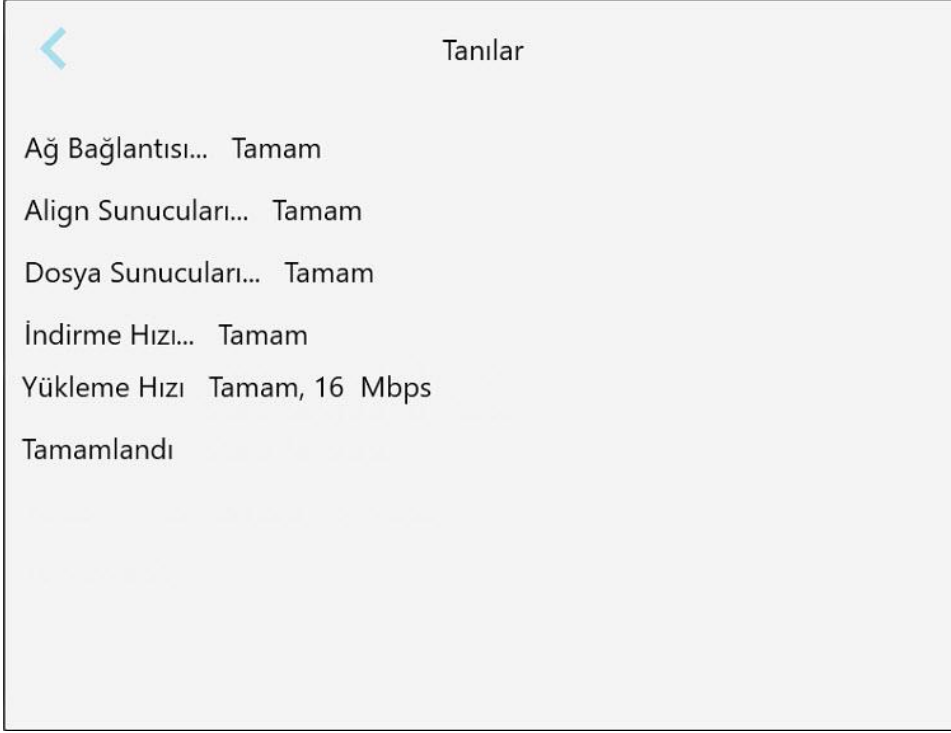 Tanılar
Ağ Bağlantısı... Tamam
Align Sunucuları... Tamam
Dosya Sunucuları... Tamam
İndirme Hızı... Tamam
Yükleme Hızı Tamam, 16 Mbps
Tamamlandı